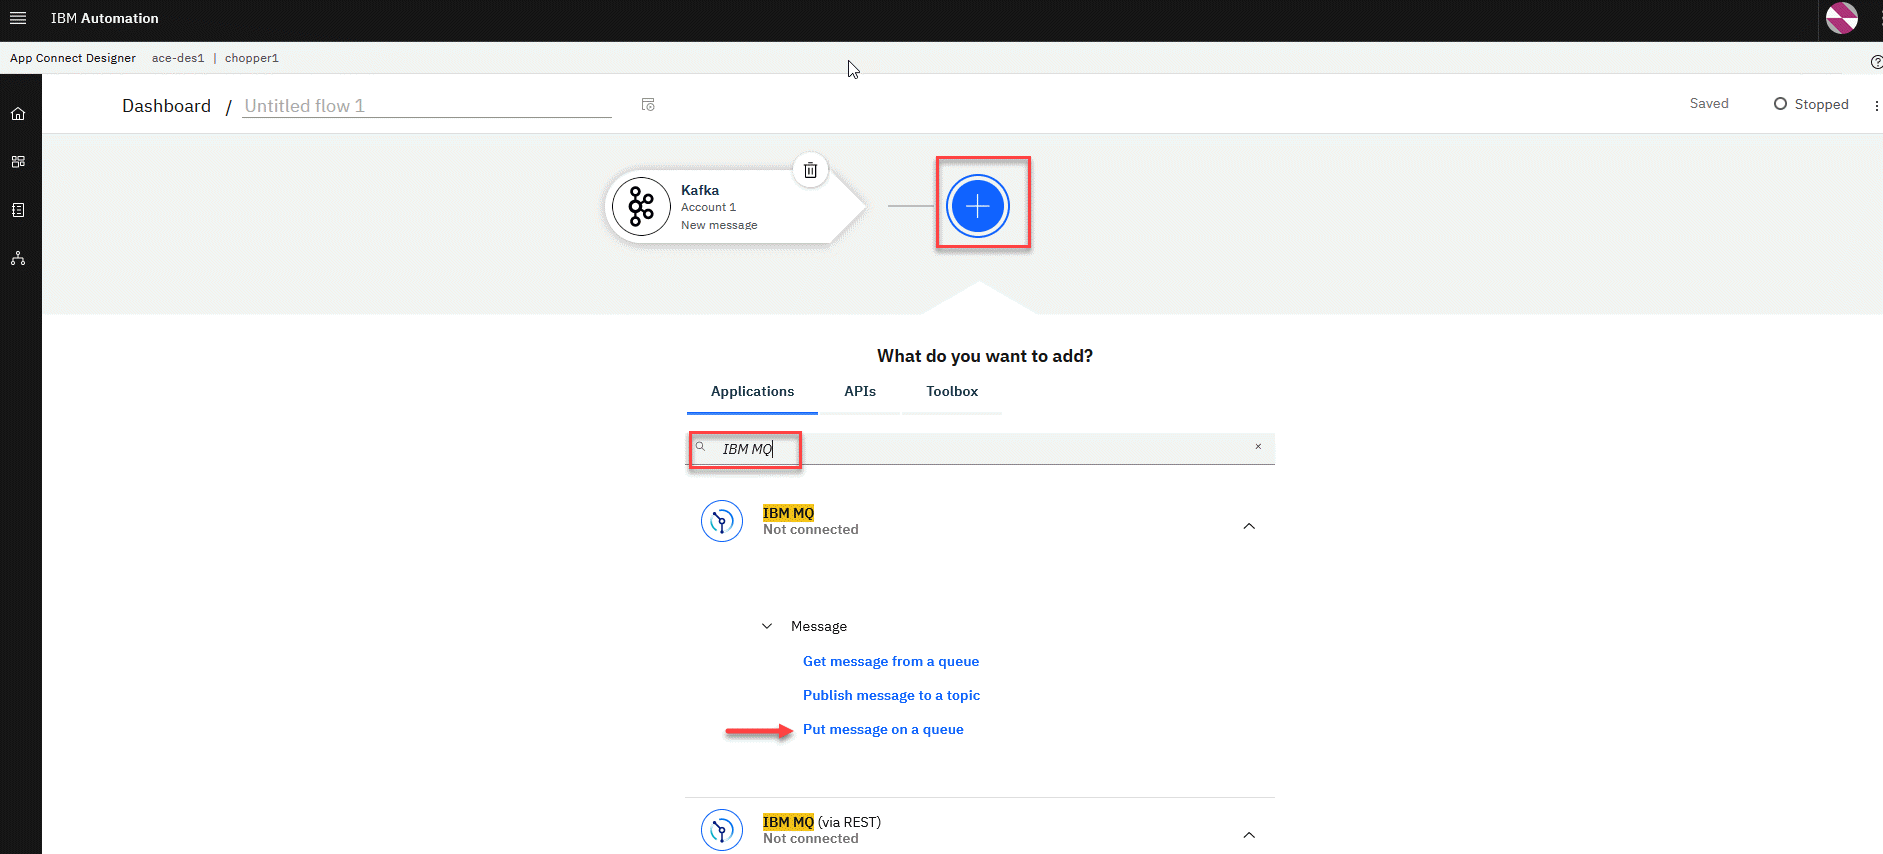 IBM Automation
App Connect Designer ace-des1 | chopper1
Dashboard / Untitled flow 1
Saved
Stopped
Kafka
Account 1
New message
What do you want to add?
Applications APIs Toolbox
IBM MQ
IBM MQ
Not connected
Message
Get message from a queue
Publish message to a topic
Put message on a queue
IBM MQ (via REST)
Not connected